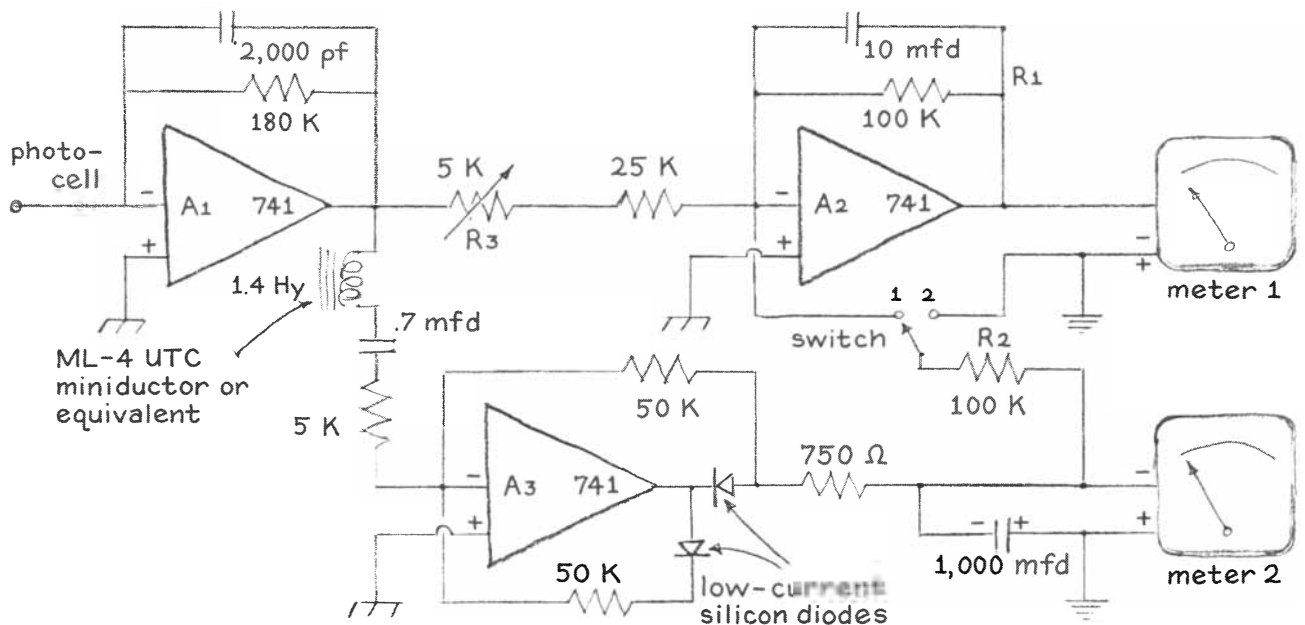 2,000 pf
180 K
photo-
cell
-
+
A1 741
5 K
R3
25 K
10 mfd
R1
100 K
-
+
A2 741
-
+
meter 1
1.4 Hy
ML-4 UTC
miniductor or
equivalent
.7 mfd
5 K
1 2
switch
R2
100 K
50 K
-
+
A3 741
750 Ω
50 K
low-current
silicon diodes
- +
1,000 mfd
-
+
meter 2